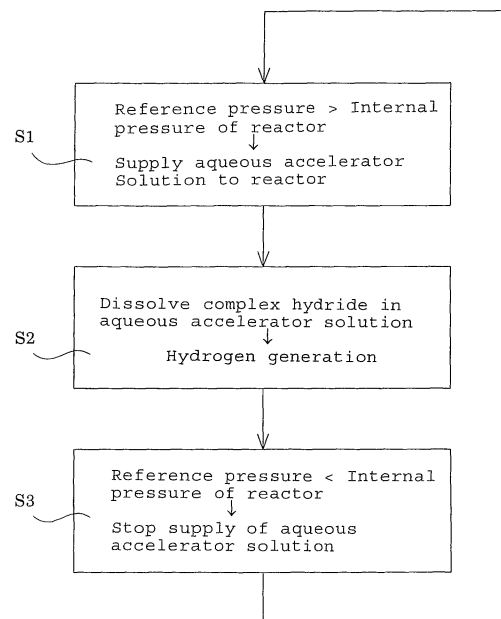 Reference pressure > Internal
pressure of reactor
↓
S1
Supply aqueous accelerator
Solution to reactor
Dissolve complex hydride in
aqueous accelerator solution
↓
S2
Hydrogen generation
Reference pressure < Internal
pressure of reactor
↓
S3
Stop supply of aqueous
accelerator solution